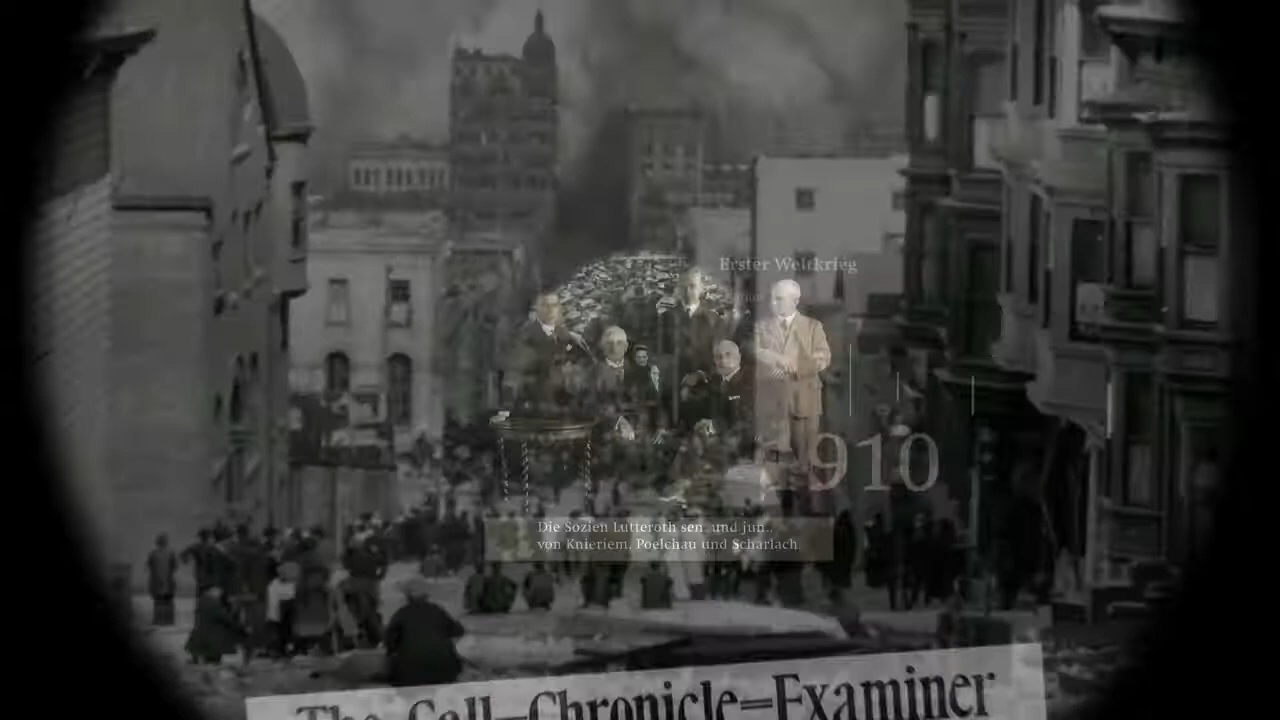 Erster Weltkrieg
1910
Die Sozien Lutteroth sen. und jun.,
von Knieriem, Poelchau und Scharlach.
The Call=Chronicle=Examiner